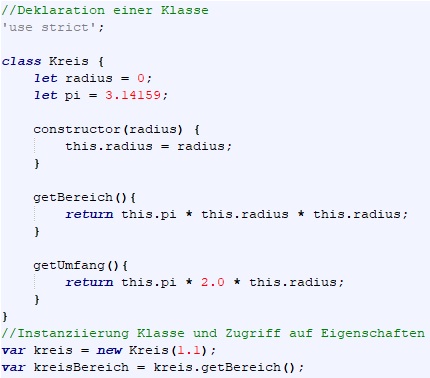 //Deklaration einer Klasse
'use strict';
class Kreis {
let radius = 0;
let pi = 3.14159;
constructor(radius) {
this.radius = radius;
}
getBereich(){
return this.pi * this.radius * this.radius;
}
getUmfang(){
return this.pi * 2.0 * this.radius;
}
}
//Instanziierung Klasse und Zugriff auf Eigenschaften
var kreis = new Kreis(1.1);
var kreisBereich = kreis.getBereich();